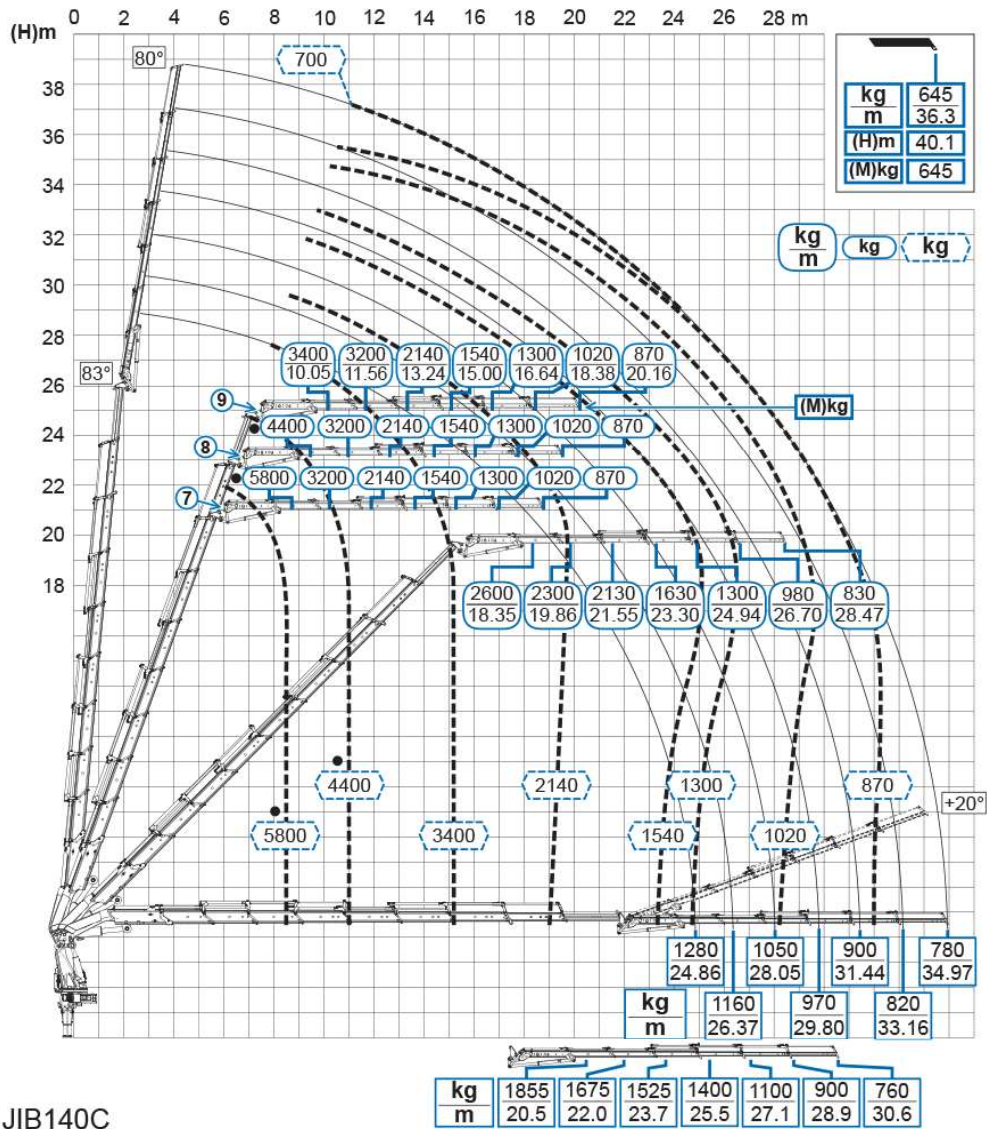 0 2 4 6 8 10 12 14 16 18 20 22 24 26 28 m
(H)m
80°
700
38
36
34
32
30
28
26
24
22
20
18
kg 645
m 36.3
(H)m 40.1
(M)kg 645
kg
m
kg
kg
83°
3400 3200 2140 1540 1300 1020 870
10.05 11.56 13.24 15.00 16.64 18.38 20.16
(M)kg
9
4400 3200 2140 1540 1300 1020 870
8
5800 3200 2140 1540 1300 1020 870
7
2600 2300 2130 1630 1300 980 830
18.35 19.86 21.55 23.30 24.94 26.70 28.47
4400 2140 1300 870
+20°
5800 3400 1540 1020
1280 1050 900 780
24.86 28.05 31.44 34.97
kg 1160 970 820
m 26.37 29.80 33.16
kg 1855 1675 1525 1400 1100 900 760
m 20.5 22.0 23.7 25.5 27.1 28.9 30.6
JIB140C